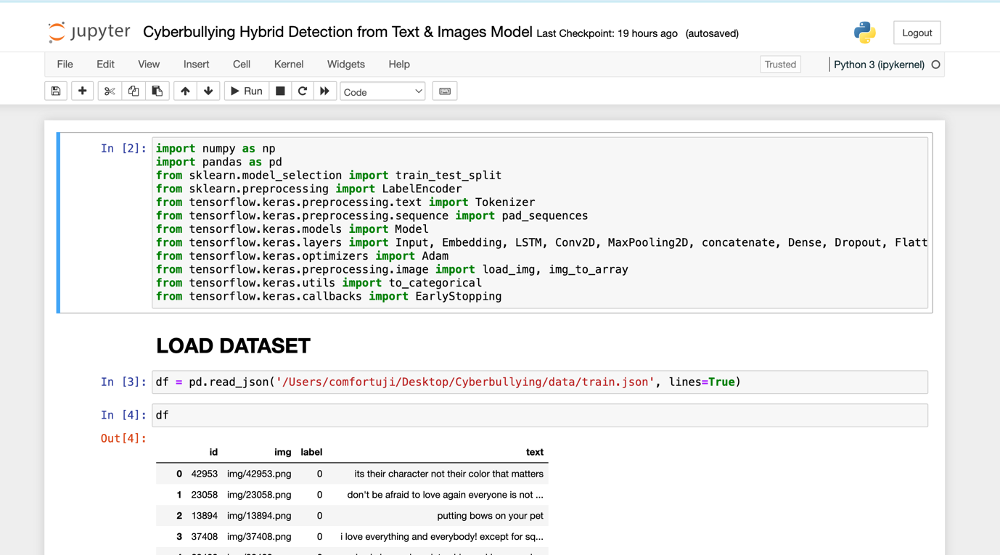 jupyter Cyberbullying Hybrid Detection from Text & Images Model Last Checkpoint: 19 hours ago (autosaved) Logout
File Edit View Insert Cell Kernel Widgets Help Trusted Python 3 (ipykernel)
Run Code
In [2]: import numpy as np
import pandas as pd
from sklearn.model_selection import train_test_split
from sklearn.preprocessing import LabelEncoder
from tensorflow.keras.preprocessing.text import Tokenizer
from tensorflow.keras.preprocessing.sequence import pad_sequences
from tensorflow.keras.models import Model
from tensorflow.keras.layers import Input, Embedding, LSTM, Conv2D, MaxPooling2D, concatenate, Dense, Dropout, Flatt
from tensorflow.keras.optimizers import Adam
from tensorflow.keras.preprocessing.image import load_img, img_to_array
from tensorflow.keras.utils import to_categorical
from tensorflow.keras.callbacks import EarlyStopping
LOAD DATASET
In [3]: df = pd.read_json('/Users/comfortuji/Desktop/Cyberbullying/data/train.json', lines=True)
In [4]: df
Out[4]:
id img label text
0 42953 img/42953.png 0 its their character not their color that matters
1 23058 img/23058.png 0 don't be afraid to love again everyone is not ...
2 13894 img/13894.png 0 putting bows on your pet
3 37408 img/37408.png 0 i love everything and everybody! except for sq...